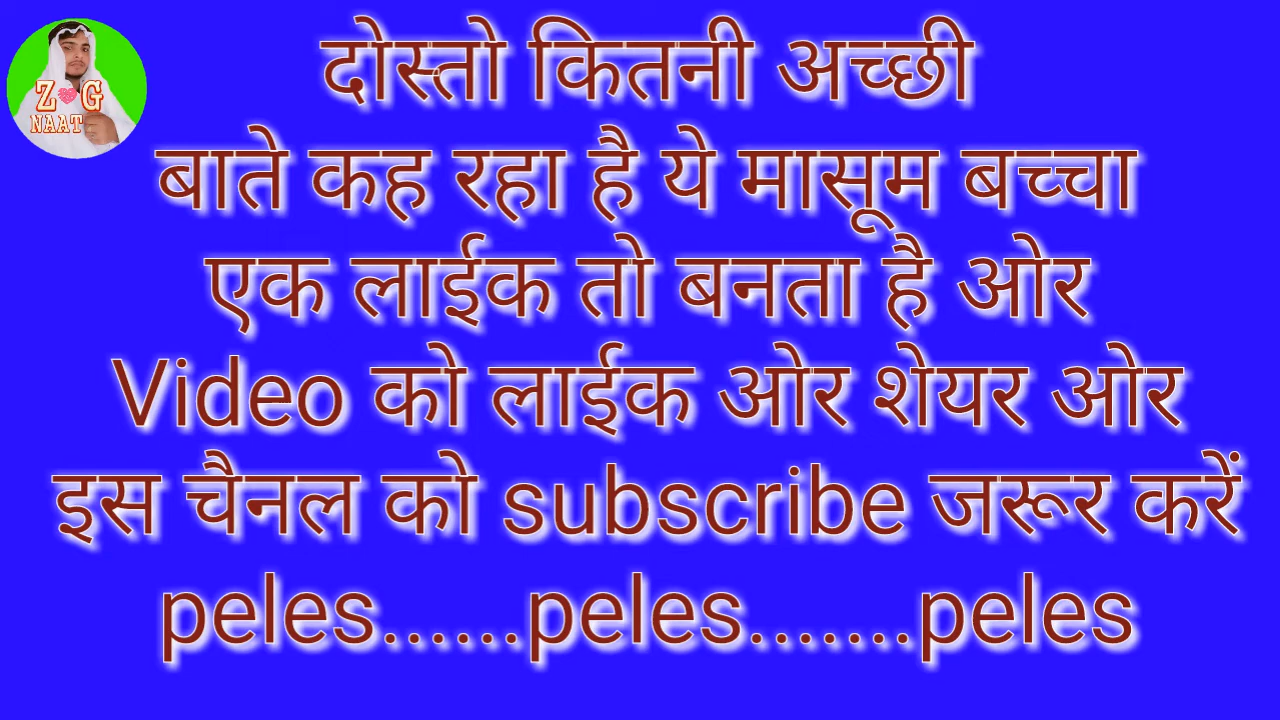 Z G
NAAT
दोस्तो कितनी अच्छी
बाते कह रहा है ये मासूम बच्चा
एक लाईक तो बनता है ओर
Video को लाईक ओर शेयर ओर
इस चैनल को subscribe जरूर करें
peles......peles.......peles